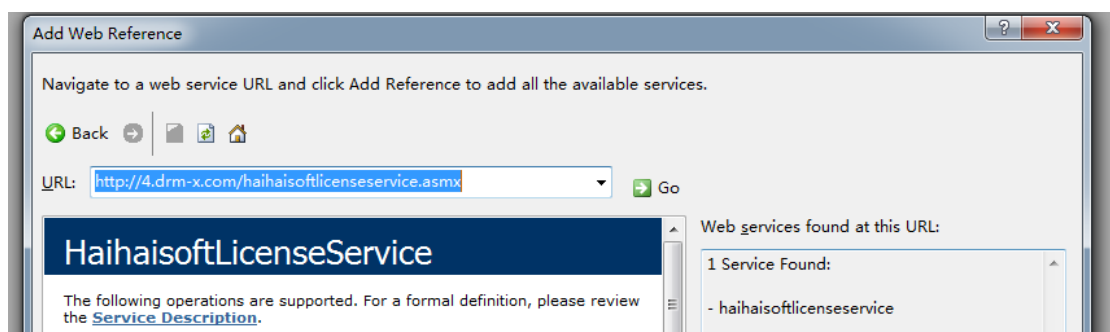 Add Web Reference
Navigate to a web service URL and click Add Reference to add all the available services.
Back
URL: http://4.drm-x.com/haihaisoftlicenseservice.asmx Go
HaihaisoftLicenseService
The following operations are supported. For a formal definition, please review
the Service Description.
Web services found at this URL:
1 Service Found:
- haihaisoftlicenseservice